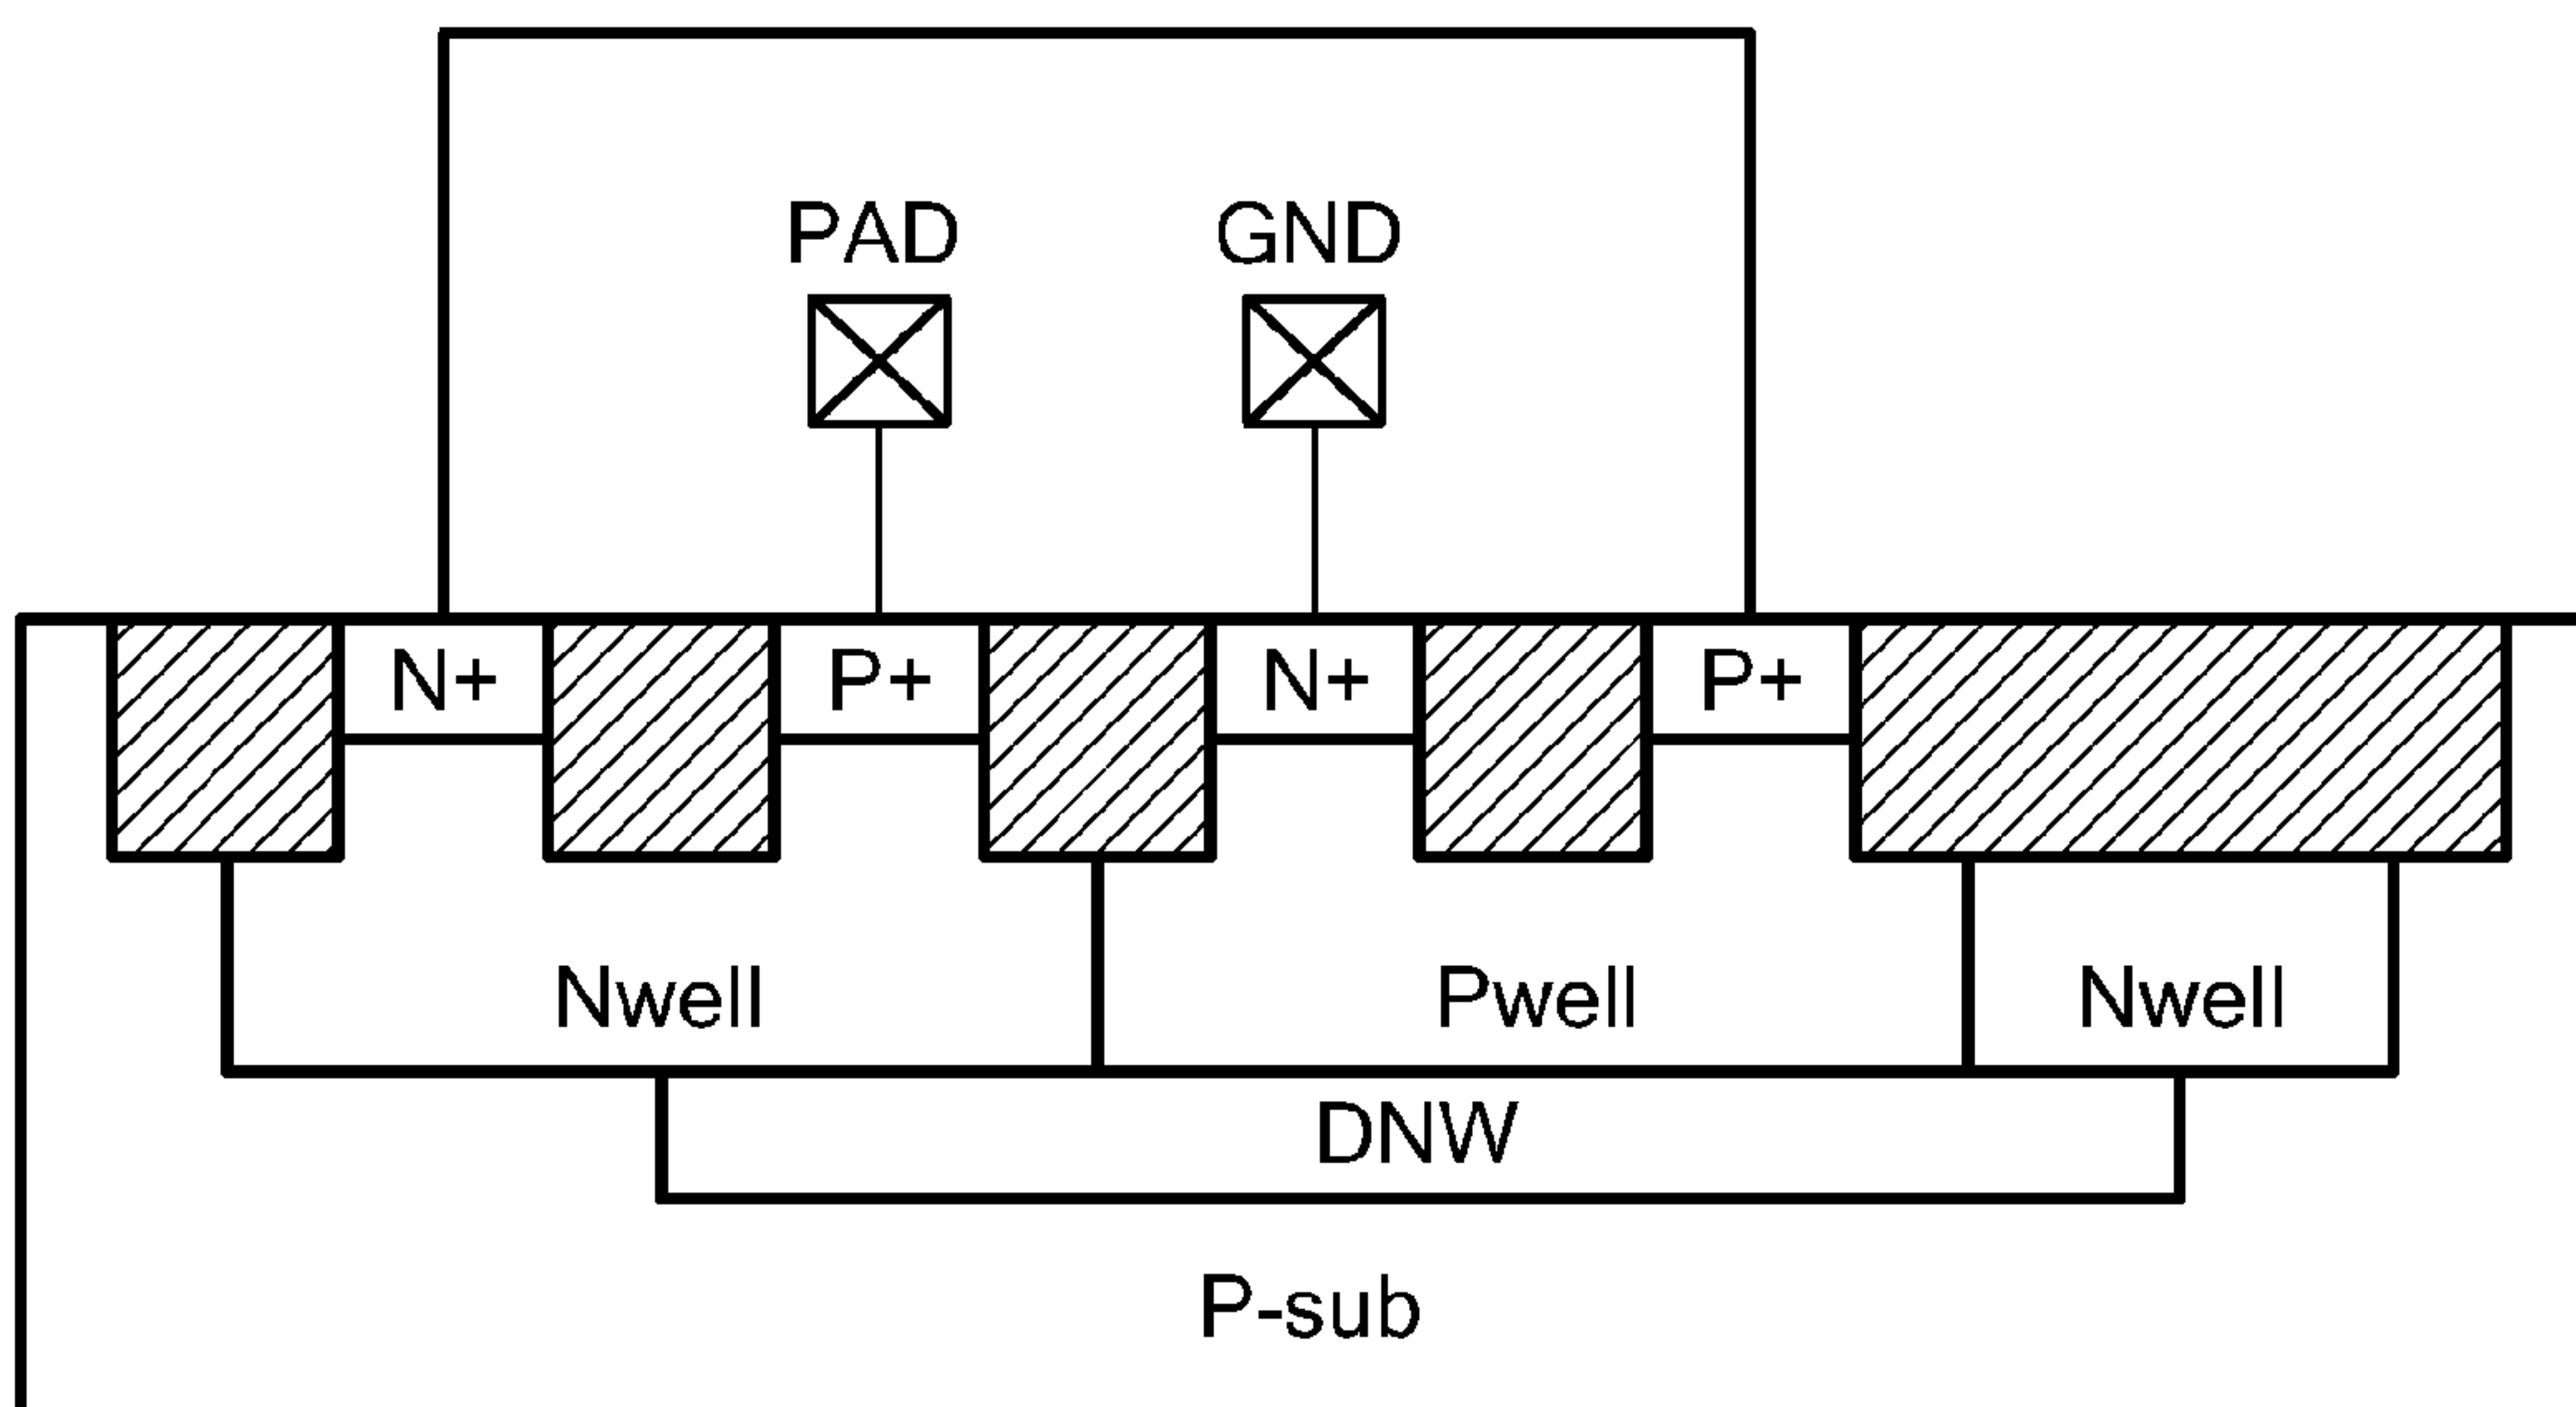 PAD GND
N+ P+ N+ P+
Nwell Pwell Nwell
DNW
P-sub